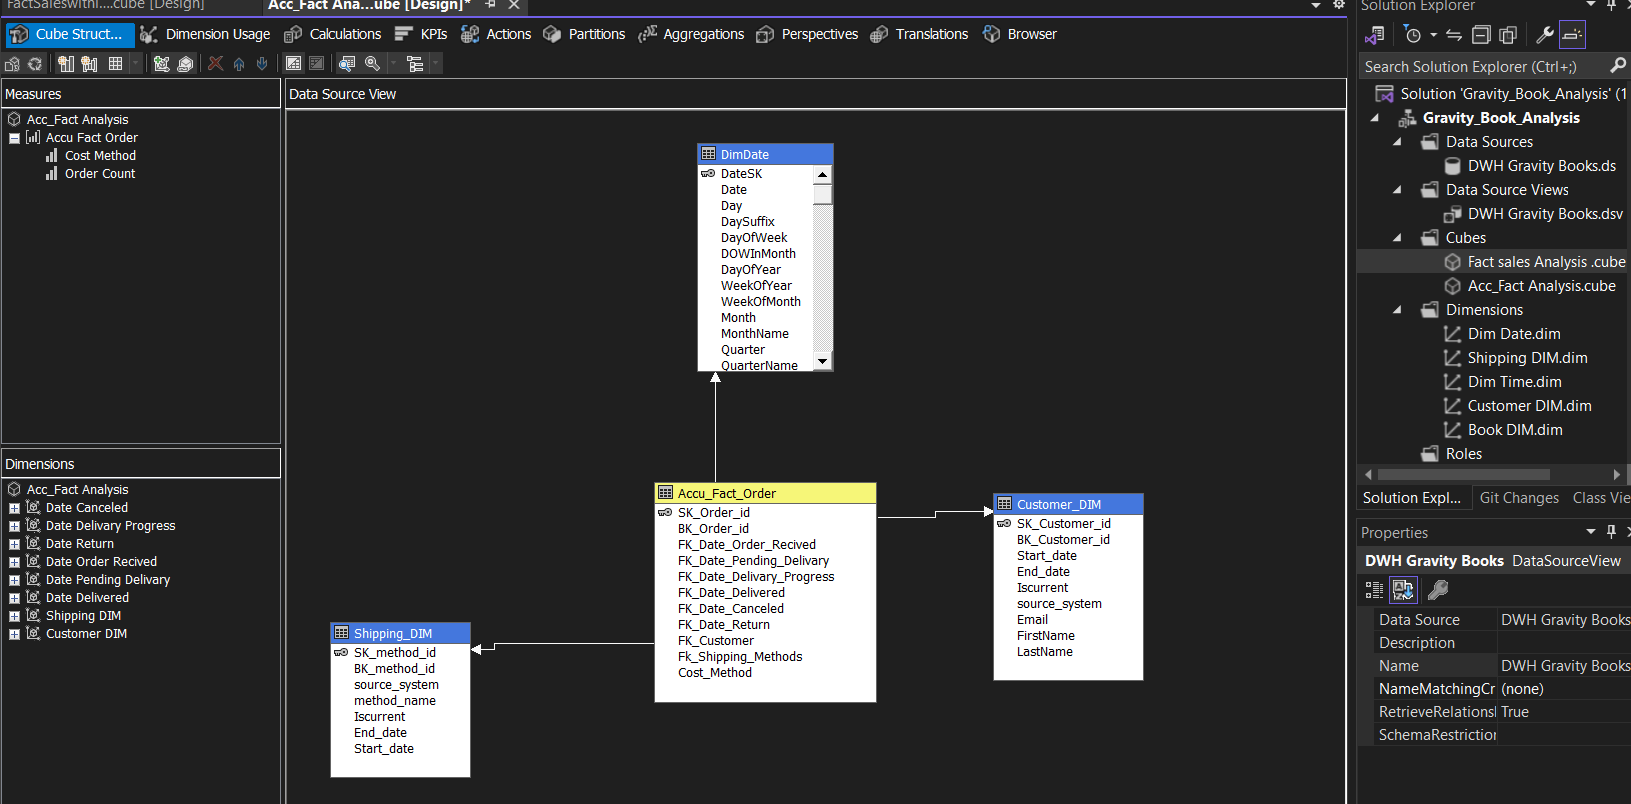 FactSaleswithi....cube [Design]
Acc_Fact Ana...ube [Design]*
Cube Struct...
Dimension Usage
Calculations
KPIs
Actions
Partitions
Aggregations
Perspectives
Translations
Browser
Measures
Acc_Fact Analysis
Accu Fact Order
Cost Method
Order Count
Dimensions
Acc_Fact Analysis
Date Canceled
Date Delivary Progress
Date Return
Date Order Recived
Date Pending Delivary
Date Delivered
Shipping DIM
Customer DIM
Data Source View
DimDate
DateSK
Date
Day
DaySuffix
DayOfWeek
DOWInMonth
DayOfYear
WeekOfYear
WeekOfMonth
Month
MonthName
Quarter
QuarterName
Accu_Fact_Order
SK_Order_id
BK_Order_id
FK_Date_Order_Recived
FK_Date_Pending_Delivary
FK_Date_Delivary_Progress
FK_Date_Delivered
FK_Date_Canceled
FK_Date_Return
FK_Customer
Fk_Shipping_Methods
Cost_Method
Customer_DIM
SK_Customer_id
BK_Customer_id
Start_date
End_date
Iscurrent
source_system
Email
FirstName
LastName
Shipping_DIM
SK_method_id
BK_method_id
source_system
method_name
Iscurrent
End_date
Start_date
Solution Explorer
Search Solution Explorer (Ctrl+;)
Solution 'Gravity_Book_Analysis' (1
Gravity_Book_Analysis
Data Sources
DWH Gravity Books.ds
Data Source Views
DWH Gravity Books.dsv
Cubes
Fact sales Analysis .cube
Acc_Fact Analysis.cube
Dimensions
Dim Date.dim
Shipping DIM.dim
Dim Time.dim
Customer DIM.dim
Book DIM.dim
Roles
Solution Expl...
Git Changes
Class Vie
Properties
DWH Gravity Books DataSourceView
Data Source DWH Gravity Books
Description
Name DWH Gravity Books
NameMatchingCr (none)
RetrieveRelationsl True
SchemaRestriction